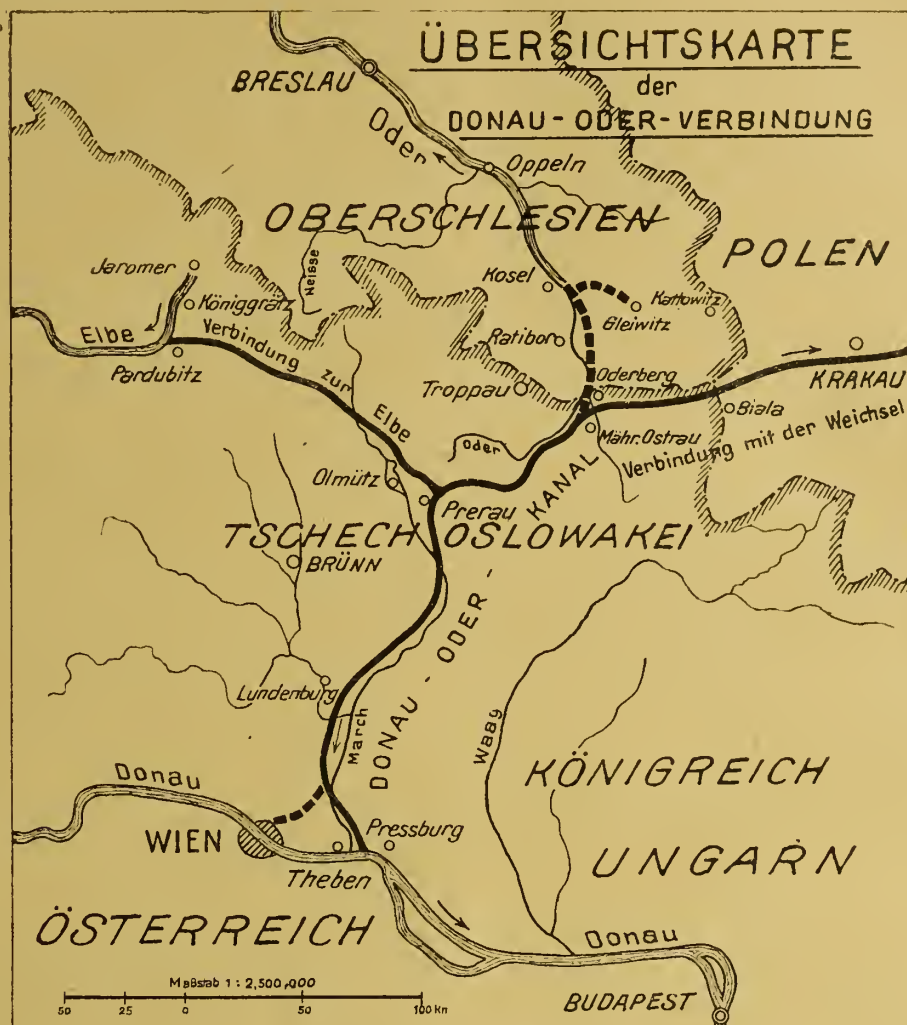 ÜBERSICHTSKARTE
der
DONAU-ODER-VERBINDUNG
BRESLAU
Oder
Oppeln
OBERSCHLESIEN
POLEN
Neisse
Jaromer
Königgrätz
Kosel
Kattowitz
Gleiwitz
Elbe
Verbindung zur Elbe
Ratibor
Pardubitz
Troppau
Oderberg
KRAKAU
Biala
Mähr. Ostrau
Verbindung mit der Weichsel
Oder
Olmütz
Prerau
TSCHECHOSLOWAKEI
BRÜNN
DONAU-ODER-KANAL
Lundenburg
March
Waag
Donau
KÖNIGREICH
UNGARN
WIEN
Pressburg
Theben
ÖSTERREICH
Donau
Maßstab 1 : 2,500,000
50 25 0 50 100 Km
BUDAPEST